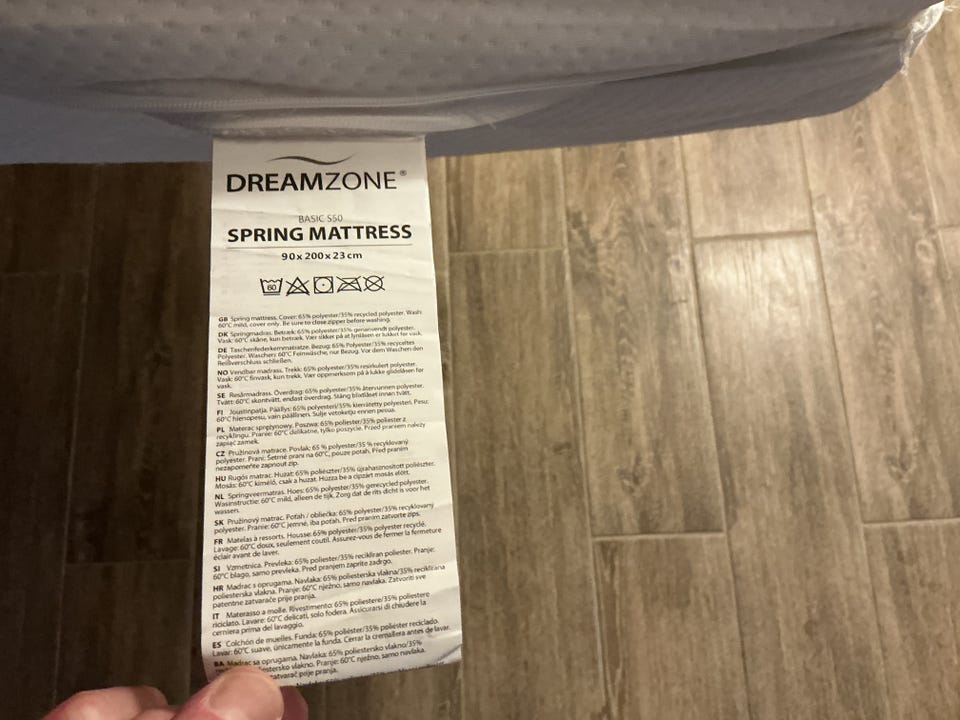 DREAMZONE®
BASIC S50
SPRING MATTRESS
90 x 200 x 23 cm
60
GB Spring mattress. Cover: 65% polyester/35% recycled polyester. Wash:
60°C mild, cover only. Be sure to close zipper before washing.
DK Springmadras. Betræk: 65% polyester/35% genanvendt polyester.
Vask: 60°C skåne, kun betræk. Vær sikker på at lynlåsen er lukket før vask.
DE Taschenfederkernmatratze. Bezug: 65% Polyester/35% recyceltes
Polyester. Waschen: 60°C Feinwäsche, nur Bezug. Vor dem Waschen den
Reißverschluss schließen.
NO Vendbar madrass. Trekk: 65% polyester/35% resirkulert polyester.
Vask: 60°C finvask, kun trekk. Vær oppmerksom på å lukke glidelåsen før
vask.
SE Resårmadrass. Överdrag: 65% polyester/35% återvunnen polyester.
Tvätt: 60°C skontvätt, endast överdrag. Stäng blixtlåset innan tvätt.
FI Joustinpatja. Päällys: 65% polyesteri/35% kierrätetty polyesteri. Pesu:
60°C hienopesu, vain päällinen. Sulje vetoketju ennen pesua.
PL Materac sprężynowy. Poszwa: 65% poliester/35% poliester z
recyklingu. Pranie: 60°C delikatne, tylko poszycie. Przed praniem należy
zapiąć zamek.
CZ Pružinová matrace. Povlak: 65 % polyester/35 % recyklovaný
polyester. Praní: Šetrné praní na 60°C, pouze potah. Před praním
nezapomeňte zapnout zip.
HU Rugós matrac. Huzat: 65% poliészter/35% újrahasznosított poliészter.
Mosás: 60°C kímélő, csak a huzat. Húzza be a cipzárt mosás előtt.
NL Springveermatras. Hoes: 65% polyester/35% gerecycled polyester.
Wasinstructie: 60°C mild, alleen de tijk. Zorg dat de rits dicht is voor het
wassen.
SK Pružinový matrac. Poťah / obliečka: 65% polyester/35% recyklovaný
polyester. Pranie: 60°C jemné, iba poťah. Pred praním zatvorte zips.
FR Matelas à ressorts. Housse: 65% polyester/35% polyester recyclé.
Lavage: 60°C doux, seulement coutil. Assurez-vous de fermer la fermeture
éclair avant de laver.
SI Vzmetnica. Prevleka: 65% poliester/35% recikliran poliester. Pranje:
60°C blago, samo prevleka. Pred pranjem zaprite zadrgo.
HR Madrac s oprugama. Navlaka: 65% poliesterska vlakna/35% reciklirana
poliesterska vlakna. Pranje: 60°C nježno, samo navlaka. Zatvoriti sve
patentne zatvarače prije pranja.
IT Materasso a molle. Rivestimento: 65% poliestere/35% poliestere
riciclato. Lavare: 60°C delicati, solo fodera. Assicurarsi di chiudere la
cerniera prima del lavaggio.
ES Colchón de muelles. Funda: 65% poliéster/35% poliéster reciclado.
Lavar: 60°C suave, únicamente la funda. Cerrar la cremallera antes de lavar.
BA Madrac sa oprugama. Navlaka: 65% poliestersko vlakno/35%
poliestersko vlakno. Pranje: 60°C nježno, samo navlaka.
zatvarač prije pranja.